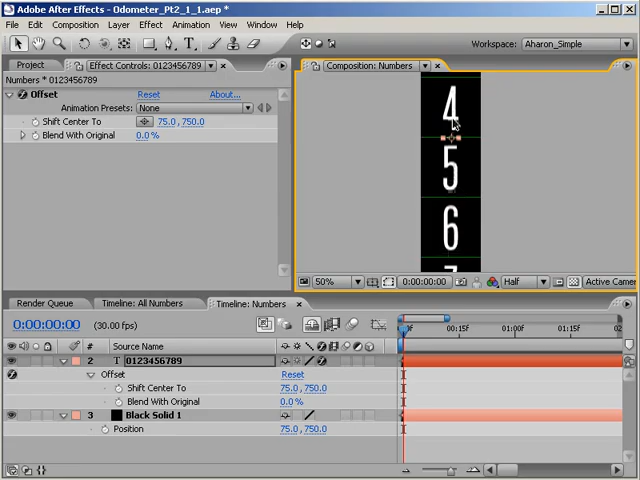 Adobe After Effects - Odometer_Pt2_1_1.aep *
File Edit Composition Layer Effect Animation View Window Help
Workspace: Aharon_Simple
Project Effect Controls: 0123456789
Numbers * 0123456789
Offset Reset About...
Animation Presets: None
Shift Center To 75.0, 750.0
Blend With Original 0.0 %
Composition: Numbers
4
5
6
50% 0:00:00:00 Half Active Camer
Render Queue Timeline: All Numbers Timeline: Numbers
0:00:00:00 (30.00 fps)
# Source Name
00:15f 01:00f 01:15f 02
2 T 0123456789
Offset Reset
Shift Center To 75.0, 750.0
Blend With Original 0.0 %
3 Black Solid 1
Position 75.0, 750.0